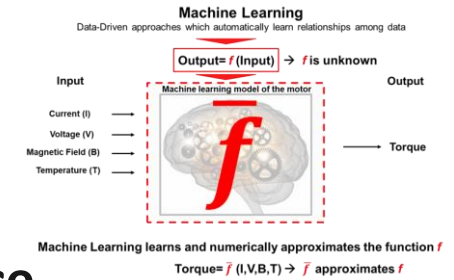 Machine Learning
Data-Driven approaches which automatically learn relationships among data
Output= f (Input) → f is unknown
Input
Output
Machine learning model of the motor
Current (I)
Voltage (V)
Magnetic Field (B)
Temperature (T)
f̅
Torque
Machine Learning learns and numerically approximates the function f
Torque= f̅ (I,V,B,T) → f̅ approximates f